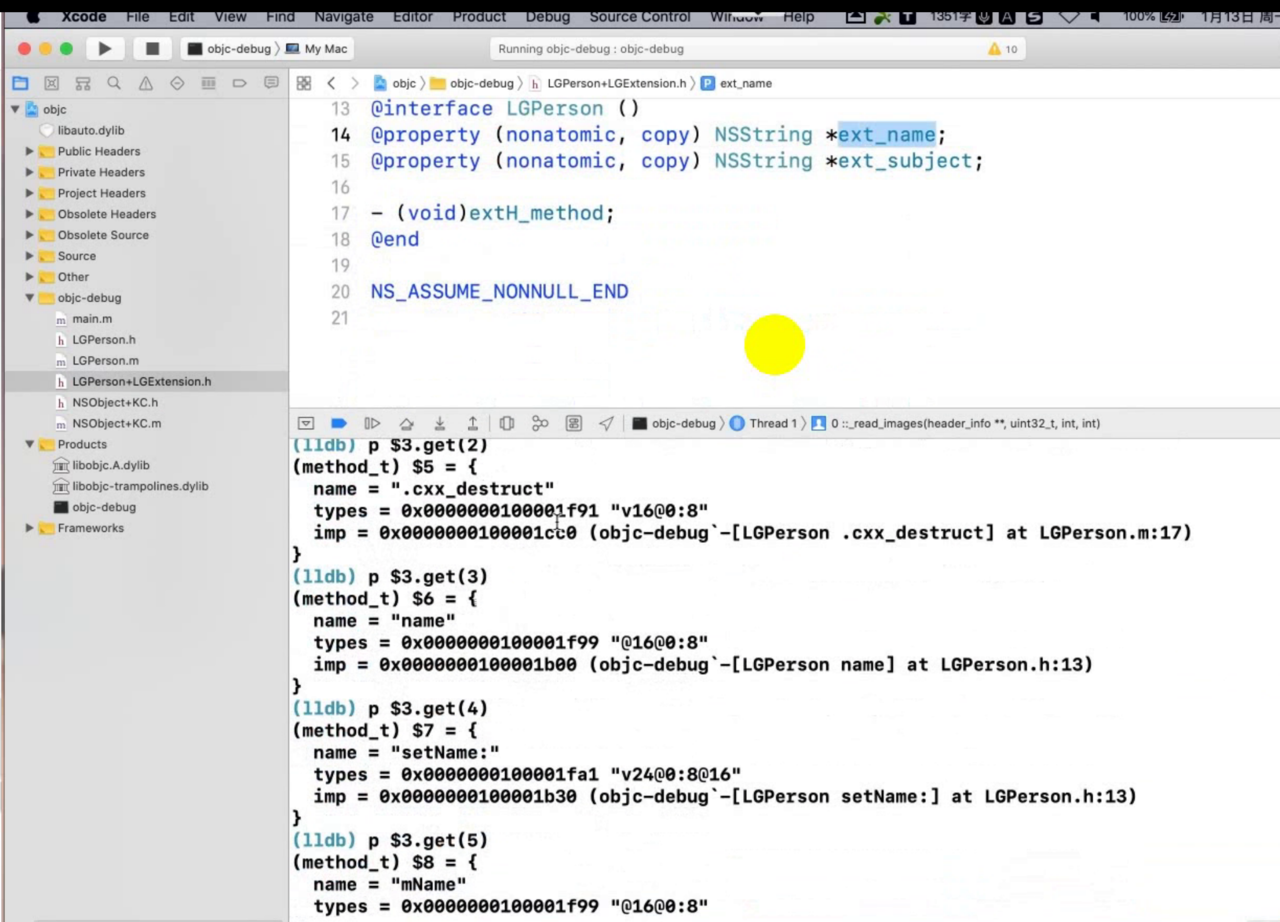 Xcode File Edit View Find Navigate Editor Product Debug Source Control Window Help 1351字 100% 1月13日 周一
objc-debug My Mac Running objc-debug : objc-debug 10
objc objc-debug LGPerson+LGExtension.h ext_name
objc
libauto.dylib
Public Headers
Private Headers
Project Headers
Obsolete Headers
Obsolete Source
Source
Other
objc-debug
main.m
LGPerson.h
LGPerson.m
LGPerson+LGExtension.h
NSObject+KC.h
NSObject+KC.m
Products
libobjc.A.dylib
libobjc-trampolines.dylib
objc-debug
Frameworks
13 @interface LGPerson ()
14 @property (nonatomic, copy) NSString *ext_name;
15 @property (nonatomic, copy) NSString *ext_subject;
16
17 - (void)extH_method;
18 @end
19
20 NS_ASSUME_NONNULL_END
21
objc-debug Thread 1 0 ::_read_images(header_info **, uint32_t, int, int)
(lldb) p $3.get(2)
(method_t) $5 = {
name = ".cxx_destruct"
types = 0x0000000100001f91 "v16@0:8"
imp = 0x0000000100001cc0 (objc-debug`-[LGPerson .cxx_destruct] at LGPerson.m:17)
}
(lldb) p $3.get(3)
(method_t) $6 = {
name = "name"
types = 0x0000000100001f99 "@16@0:8"
imp = 0x0000000100001b00 (objc-debug`-[LGPerson name] at LGPerson.h:13)
}
(lldb) p $3.get(4)
(method_t) $7 = {
name = "setName:"
types = 0x0000000100001fa1 "v24@0:8@16"
imp = 0x0000000100001b30 (objc-debug`-[LGPerson setName:] at LGPerson.h:13)
}
(lldb) p $3.get(5)
(method_t) $8 = {
name = "mName"
types = 0x0000000100001f99 "@16@0:8"